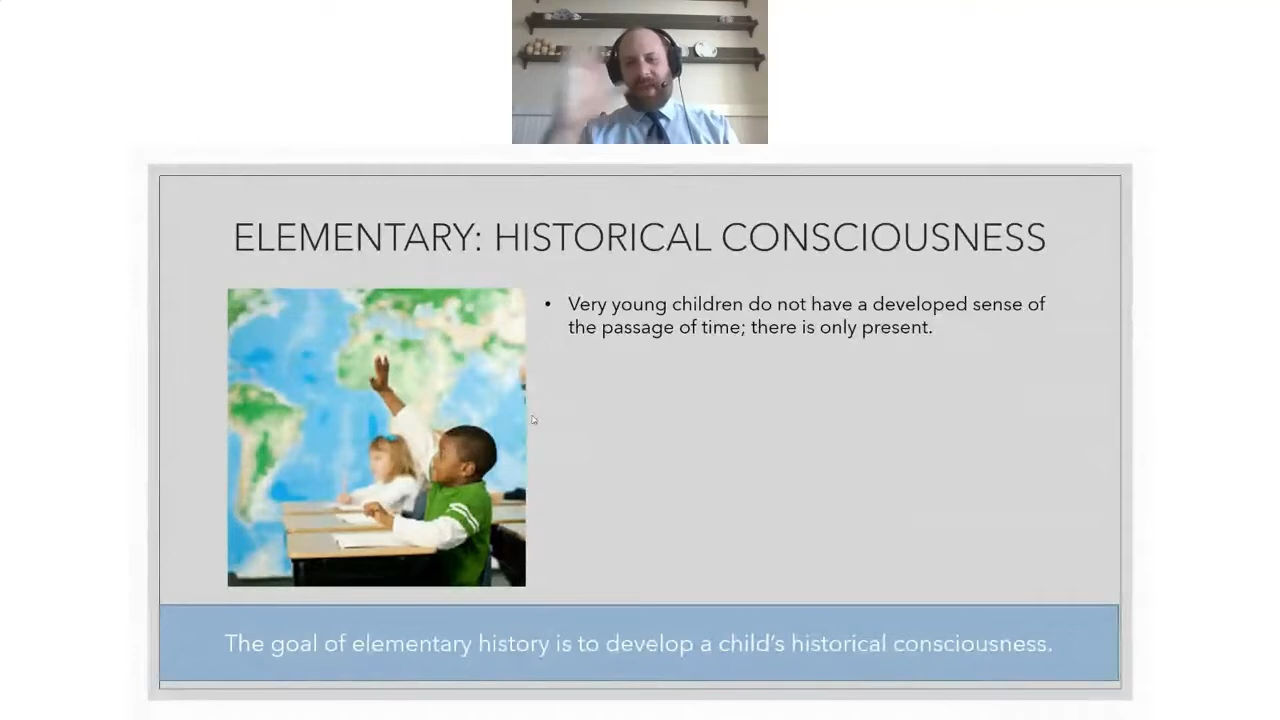 ELEMENTARY: HISTORICAL CONSCIOUSNESS
• Very young children do not have a developed sense of
the passage of time; there is only present.
The goal of elementary history is to develop a child's historical consciousness.